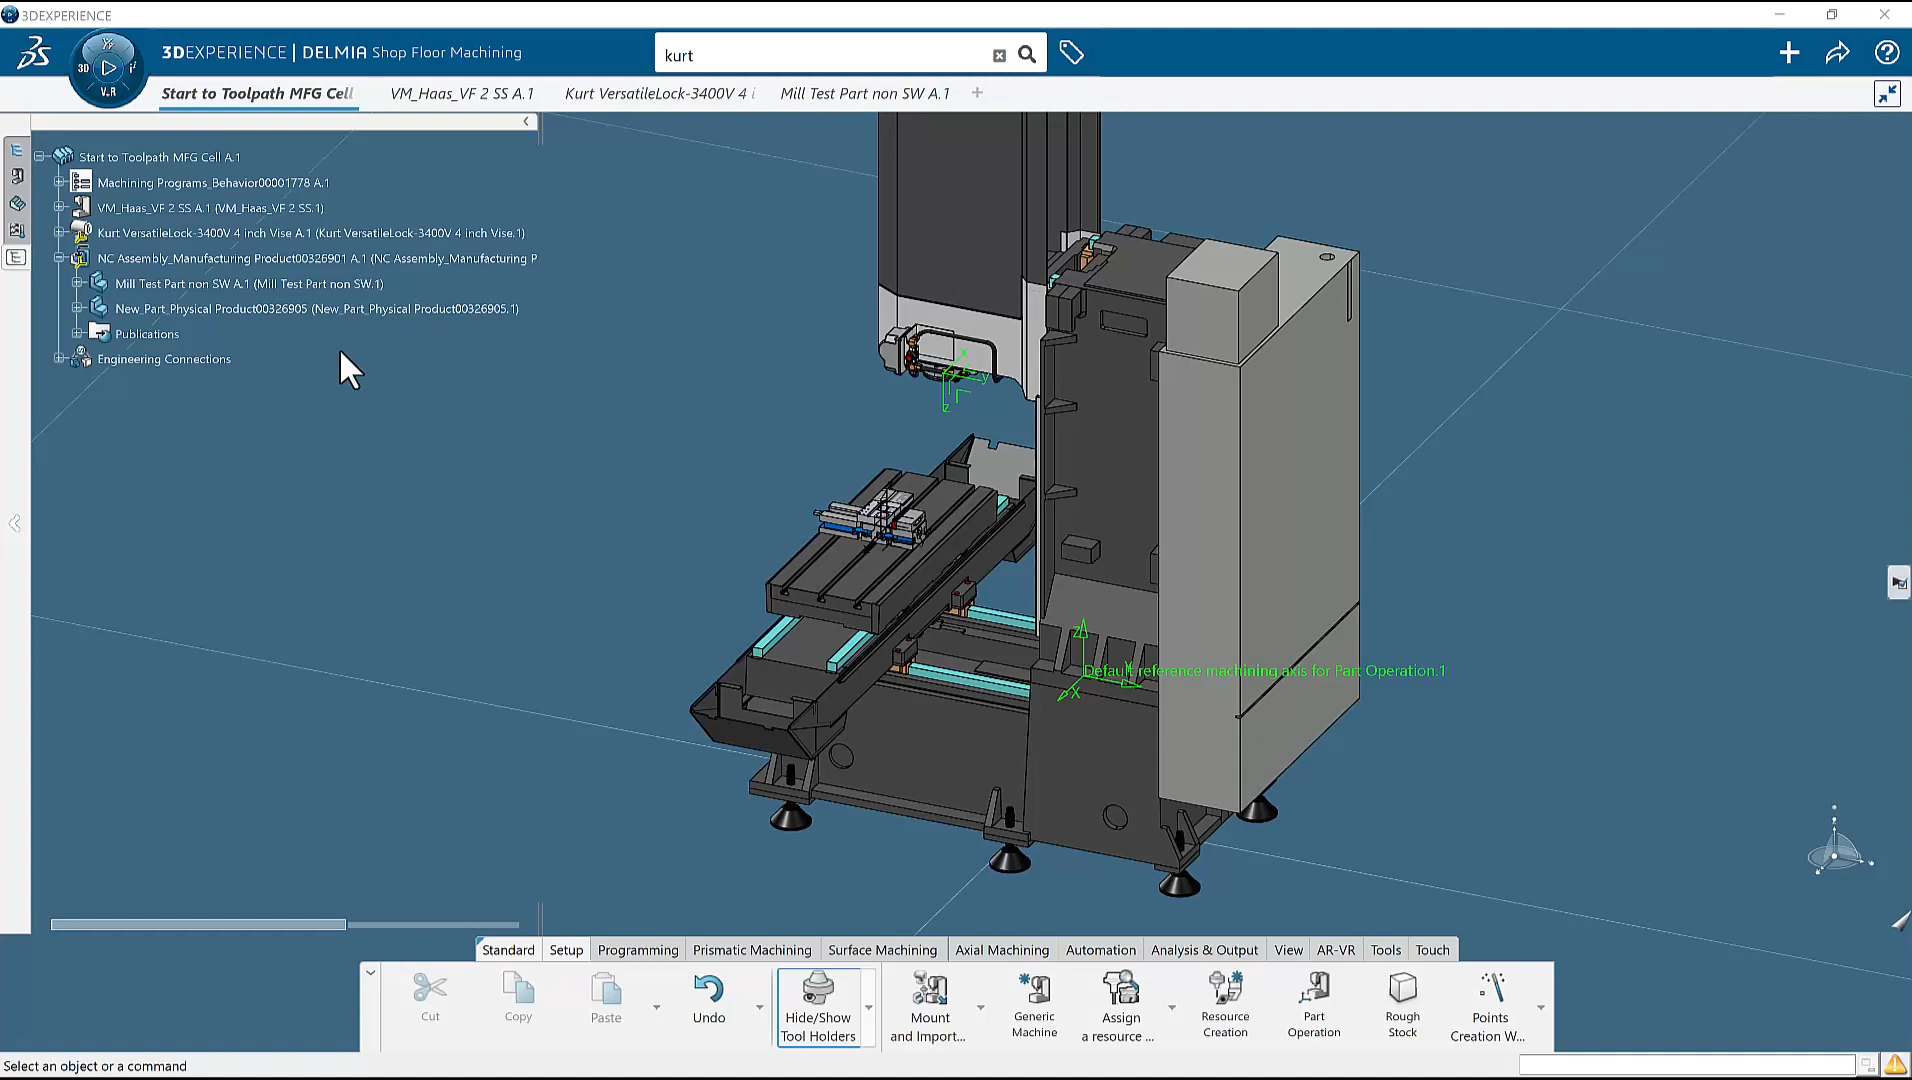 3DEXPERIENCE
3DEXPERIENCE | DELMIA Shop Floor Machining
kurt
3D
V.R
Start to Toolpath MFG Cell
VM_Haas_VF 2 SS A.1
Kurt VersatileLock-3400V 4 i
Mill Test Part non SW A.1
Start to Toolpath MFG Cell A.1
Machining Programs_Behavior00001778 A.1
VM_Haas_VF 2 SS A.1 (VM_Haas_VF 2 SS.1)
Kurt VersatileLock-3400V 4 inch Vise A.1 (Kurt VersatileLock-3400V 4 inch Vise.1)
NC Assembly_Manufacturing Product00326901 A.1 (NC Assembly_Manufacturing P
Mill Test Part non SW A.1 (Mill Test Part non SW.1)
New_Part_Physical Product00326905 (New_Part_Physical Product00326905.1)
Publications
Engineering Connections
x
y
z
Z
Default reference machining axis for Part Operation.1
Y
X
Standard
Setup
Programming
Prismatic Machining
Surface Machining
Axial Machining
Automation
Analysis & Output
View
AR-VR
Tools
Touch
Cut
Copy
Paste
Undo
Hide/Show
Tool Holders
Mount
and Import...
Generic
Machine
Assign
a resource ...
Resource
Creation
Part
Operation
Rough
Stock
Points
Creation W...
Select an object or a command